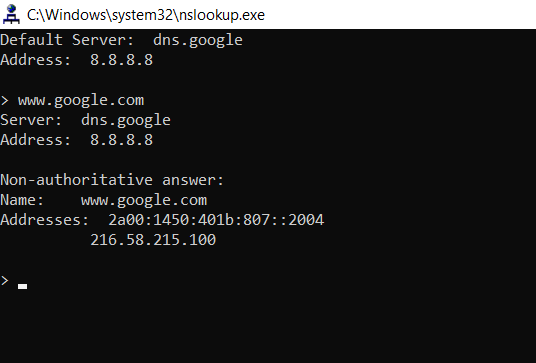 C:\Windows\system32\nslookup.exe
Default Server:  dns.google
Address:  8.8.8.8
> www.google.com
Server:  dns.google
Address:  8.8.8.8
Non-authoritative answer:
Name:    www.google.com
Addresses:  2a00:1450:401b:807::2004
          216.58.215.100
>